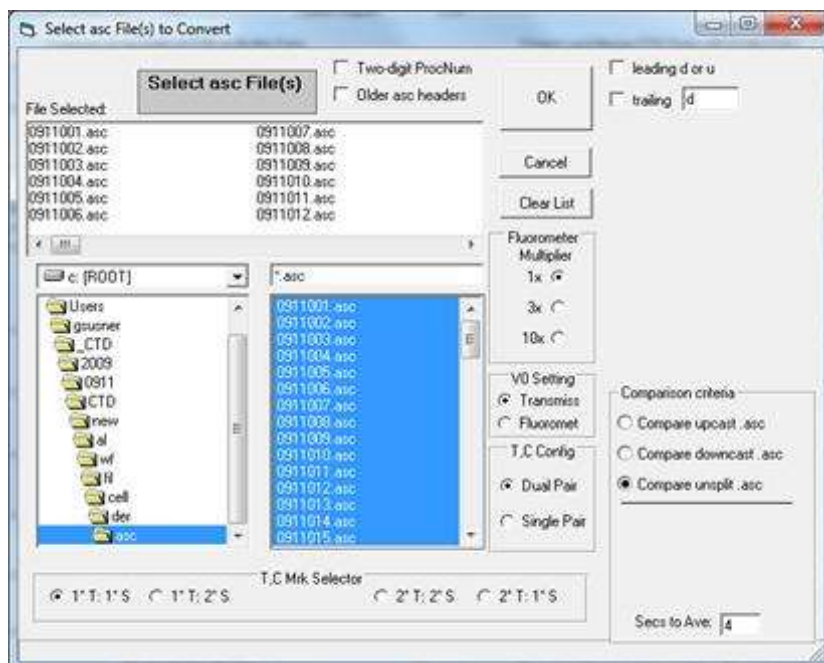 Select asc File(s) to Convert
Select asc File(s)
Two-digit ProcNum
Older asc headers
OK
leading d or u
trailing d
File Selected:
0911001.asc 0911007.asc
0911002.asc 0911008.asc
0911003.asc 0911009.asc
0911004.asc 0911010.asc
0911005.asc 0911011.asc
0911006.asc 0911012.asc
Cancel
Clear List
c: [ROOT]
*.asc
Users
gsusner
_CTD
2009
0911
CTD
new
al
wf
fil
cell
der
asc
0911001.asc
0911002.asc
0911003.asc
0911004.asc
0911005.asc
0911006.asc
0911007.asc
0911008.asc
0911009.asc
0911010.asc
0911011.asc
0911012.asc
0911013.asc
0911014.asc
0911015.asc
Fluorometer
Multiplier
1x
3x
10x
V0 Setting
Transmiss
Fluoromet
T,C Config
Dual Pair
Single Pair
Comparison criteria
Compare upcast .asc
Compare downcast .asc
Compare unsplit .asc
T,C Mrk Selector
1° T: 1° S 1° T: 2° S 2° T: 2° S 2° T: 1° S
Secs to Ave: 4